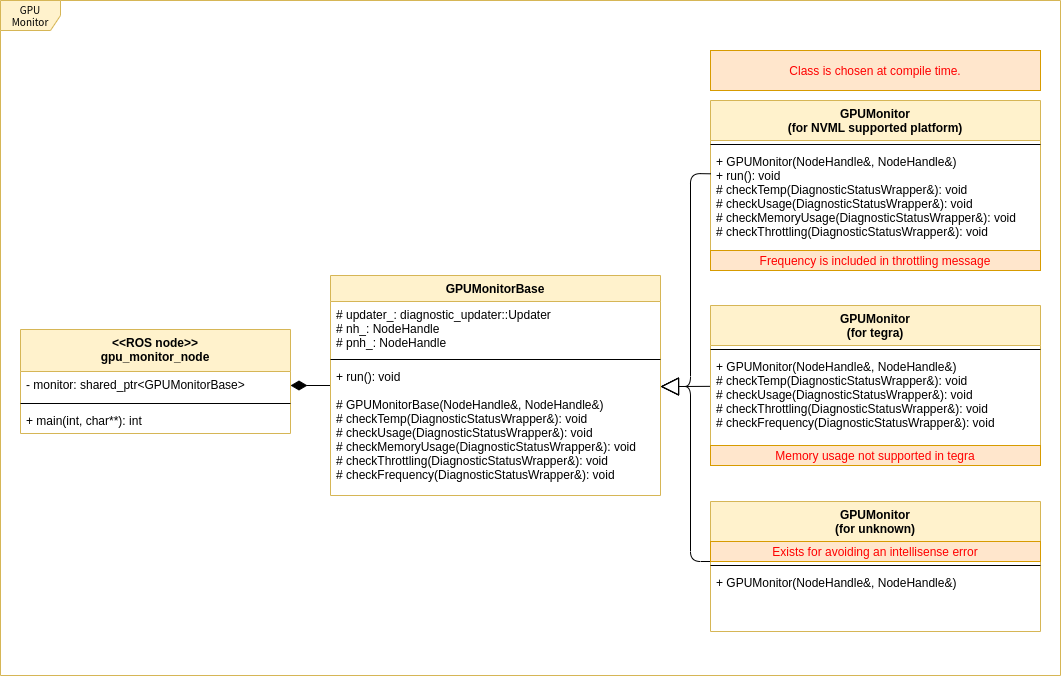 GPU
Monitor
Class is chosen at compile time.
GPUMonitor
(for NVML supported platform)
+ GPUMonitor(NodeHandle&, NodeHandle&)
+ run(): void
# checkTemp(DiagnosticStatusWrapper&): void
# checkUsage(DiagnosticStatusWrapper&): void
# checkMemoryUsage(DiagnosticStatusWrapper&): void
# checkThrottling(DiagnosticStatusWrapper&): void
Frequency is included in throttling message
<<ROS node>>
gpu_monitor_node
- monitor: shared_ptr<GPUMonitorBase>
+ main(int, char**): int
GPUMonitorBase
# updater_: diagnostic_updater::Updater
# nh_: NodeHandle
# pnh_: NodeHandle
+ run(): void
# GPUMonitorBase(NodeHandle&, NodeHandle&)
# checkTemp(DiagnosticStatusWrapper&): void
# checkUsage(DiagnosticStatusWrapper&): void
# checkMemoryUsage(DiagnosticStatusWrapper&): void
# checkThrottling(DiagnosticStatusWrapper&): void
# checkFrequency(DiagnosticStatusWrapper&): void
GPUMonitor
(for tegra)
+ GPUMonitor(NodeHandle&, NodeHandle&)
# checkTemp(DiagnosticStatusWrapper&): void
# checkUsage(DiagnosticStatusWrapper&): void
# checkThrottling(DiagnosticStatusWrapper&): void
# checkFrequency(DiagnosticStatusWrapper&): void
Memory usage not supported in tegra
GPUMonitor
(for unknown)
Exists for avoiding an intellisense error
+ GPUMonitor(NodeHandle&, NodeHandle&)